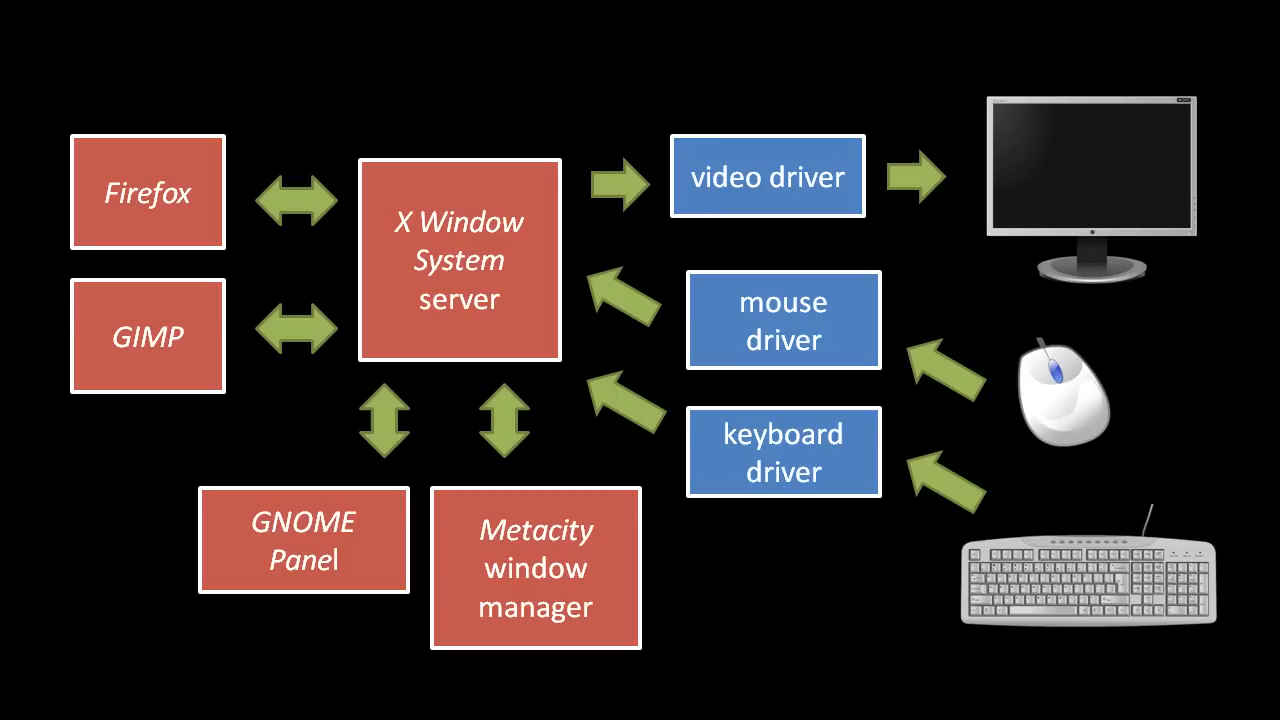 Firefox
X Window
System
server
video driver
GIMP
mouse
driver
keyboard
driver
GNOME
Panel
Metacity
window
manager